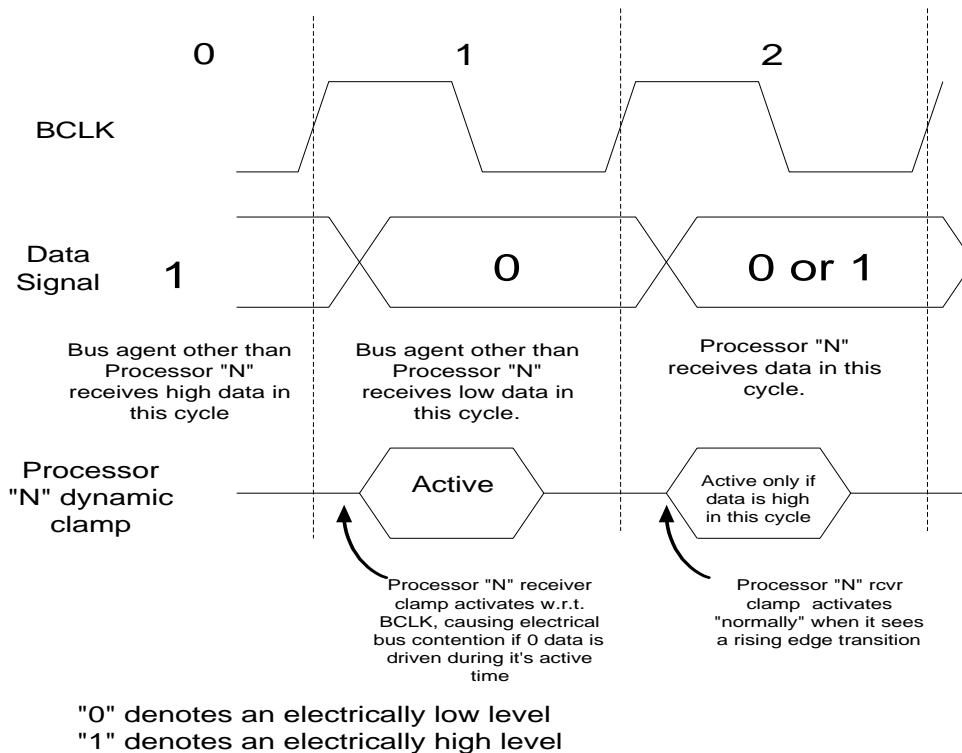 0
1
2
BCLK
Data
Signal
1
0
0 or 1
Bus agent other than
Processor "N"
receives high data in
this cycle
Bus agent other than
Processor "N"
receives low data in
this cycle.
Processor "N"
receives data in this
cycle.
Processor
"N" dynamic
clamp
Active
Active only if
data is high
in this cycle
Processor "N" receiver
clamp activates w.r.t.
BCLK, causing electrical
bus contention if 0 data is
driven during it's active
time
Processor "N" rcvr
clamp activates
"normally" when it sees
a rising edge transition
"0" denotes an electrically low level
"1" denotes an electrically high level